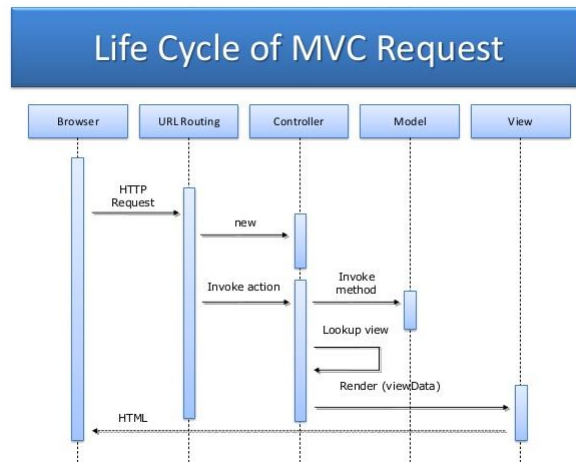 Life Cycle of MVC Request
Browser
URL Routing
Controller
Model
View
HTTP
Request
new
Invoke action
Invoke
method
Lookup view
Render (viewData)
HTML